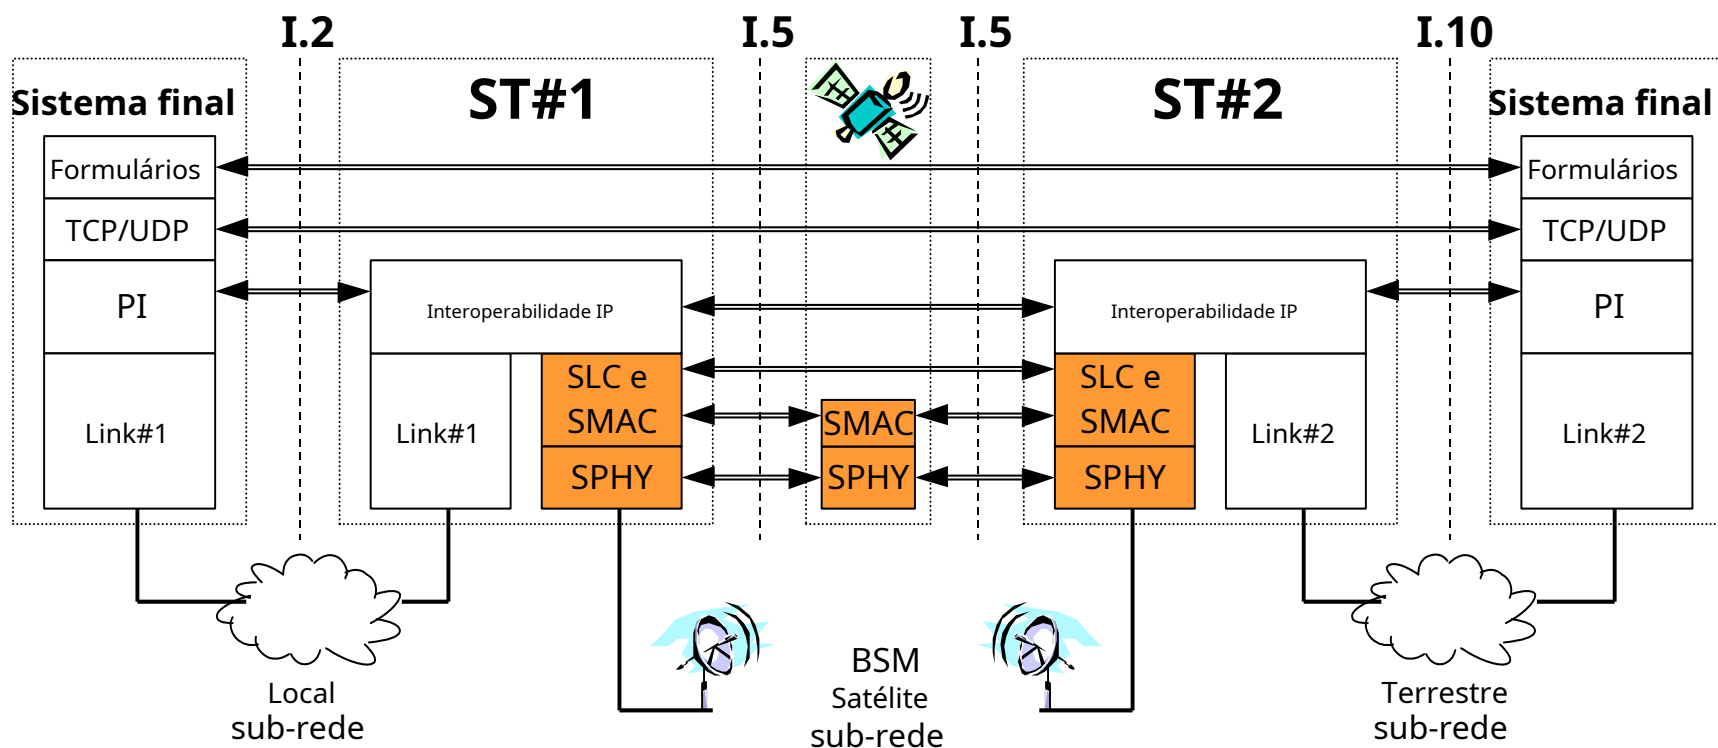 I.2
I.5
I.5
I.10
Sistema final
ST#1
ST#2
Sistema final
Formulários
TCP/UDP
PI
Link#1
Interoperabilidade IP
Link#1
SLC e
SMAC
SPHY
SMAC
SPHY
Interoperabilidade IP
SLC e
SMAC
SPHY
Link#2
Formulários
TCP/UDP
PI
Link#2
Local
sub-rede
BSM
Satélite
sub-rede
Terrestre
sub-rede